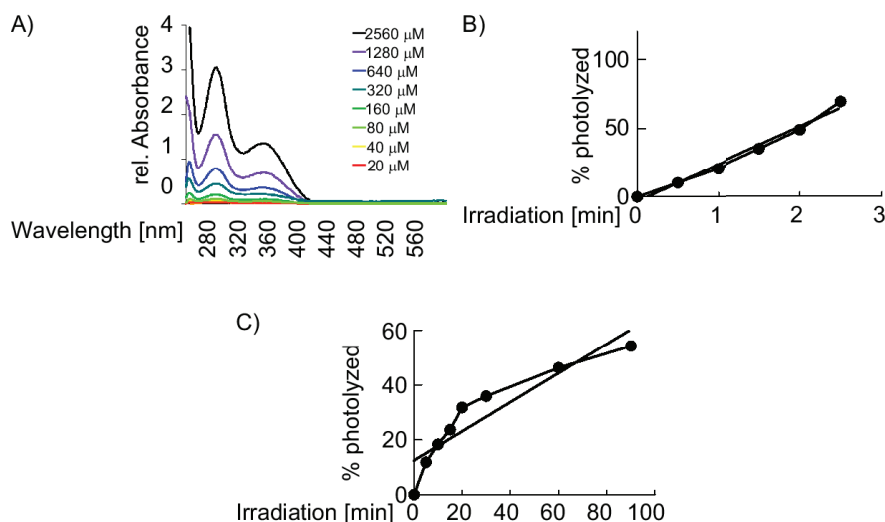 A)
rel. Absorbance
4
3
2
1
0
2560 µM
1280 µM
640 µM
320 µM
160 µM
80 µM
40 µM
20 µM
Wavelength [nm]
280 320 360 400 440 480 520 560
B)
% photolyzed
100
50
0
Irradiation [min]
0 1 2 3
C)
% photolyzed
60
40
20
0
Irradiation [min]
0 20 40 60 80 100